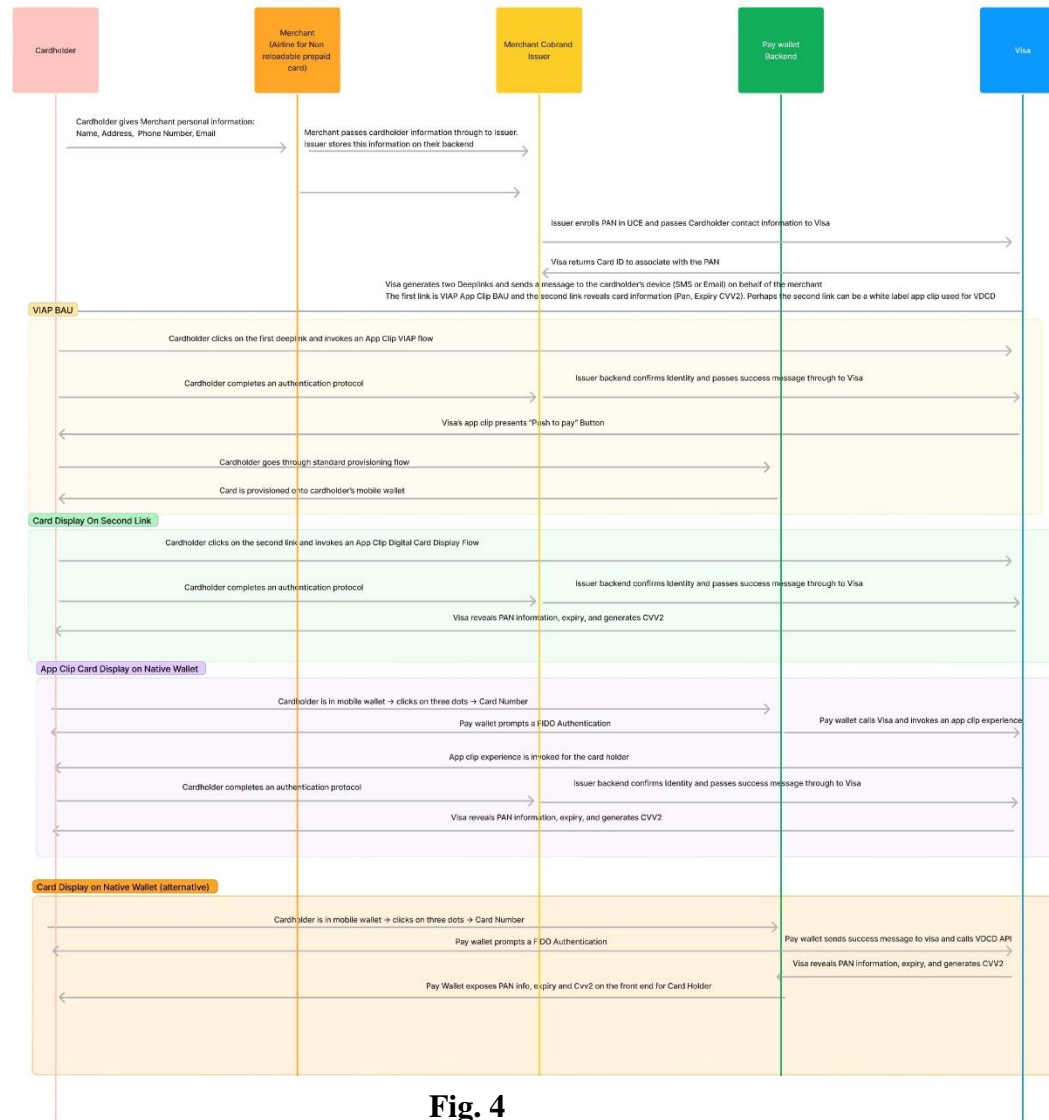 Cardholder
Merchant
(Airline for Non
reloadable prepaid
card)
Merchant Cobrand
Issuer
Pay wallet
Backend
Visa
Cardholder gives Merchant personal information:
Name, Address, Phone Number, Email
Merchant passes cardholder information through to Issuer.
Issuer stores this information on their backend
Issuer enrolls PAN in UCE and passes Cardholder contact information to Visa
Visa returns Card ID to associate with the PAN
Visa generates two Deeplinks and sends a message to the cardholder's device (SMS or Email) on behalf of the merchant
The first link is VIAP App Clip BAU and the second link reveals card information (Pan, Expiry CVV2). Perhaps the second link can be a white label app clip used for VDCD
VIAP BAU
Cardholder clicks on the first deeplink and invokes an App Clip VIAP flow
Cardholder completes an authentication protocol
Issuer backend confirms Identity and passes success message through to Visa
Visa's app clip presents "Push to pay" Button
Cardholder goes through standard provisioning flow
Card is provisioned onto cardholder's mobile wallet
Card Display On Second Link
Cardholder clicks on the second link and invokes an App Clip Digital Card Display Flow
Cardholder completes an authentication protocol
Issuer backend confirms Identity and passes success message through to Visa
Visa reveals PAN information, expiry, and generates CVV2
App Clip Card Display on Native Wallet
Cardholder is in mobile wallet → clicks on three dots → Card Number
Pay wallet prompts a FIDO Authentication
Pay wallet calls Visa and invokes an app clip experience
App clip experience is invoked for the card holder
Cardholder completes an authentication protocol
Issuer backend confirms Identity and passes success message through to Visa
Visa reveals PAN information, expiry, and generates CVV2
Card Display on Native Wallet (alternative)
Cardholder is in mobile wallet → clicks on three dots → Card Number
Pay wallet prompts a FIDO Authentication
Pay wallet sends success message to visa and calls VDCD API
Visa reveals PAN information, expiry, and generates CVV2
Pay Wallet exposes PAN info, expiry and Cvv2 on the front end for Card Holder
Fig. 4